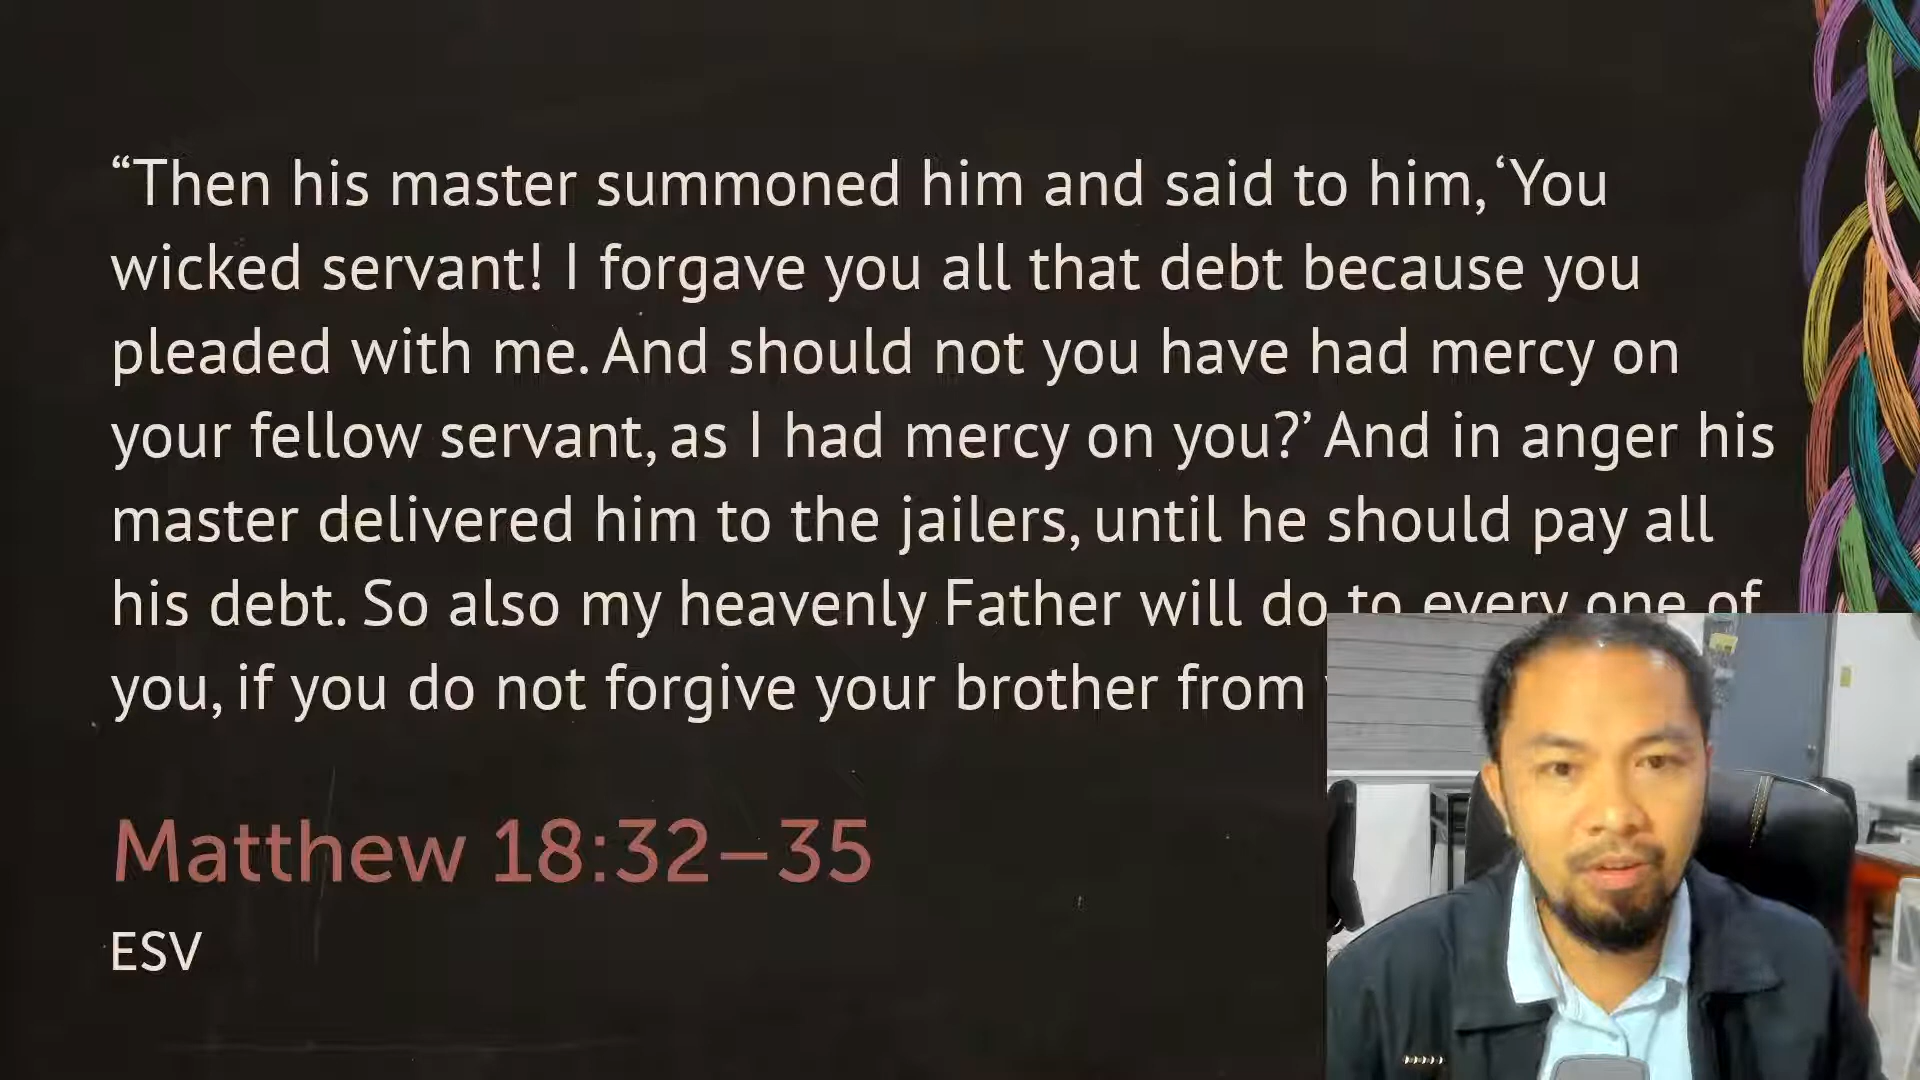 “Then his master summoned him and said to him, ‘You
wicked servant! I forgave you all that debt because you
pleaded with me. And should not you have had mercy on
your fellow servant, as I had mercy on you?’ And in anger his
master delivered him to the jailers, until he should pay all
his debt. So also my heavenly Father will do to every one of
you, if you do not forgive your brother from
Matthew 18:32–35
ESV